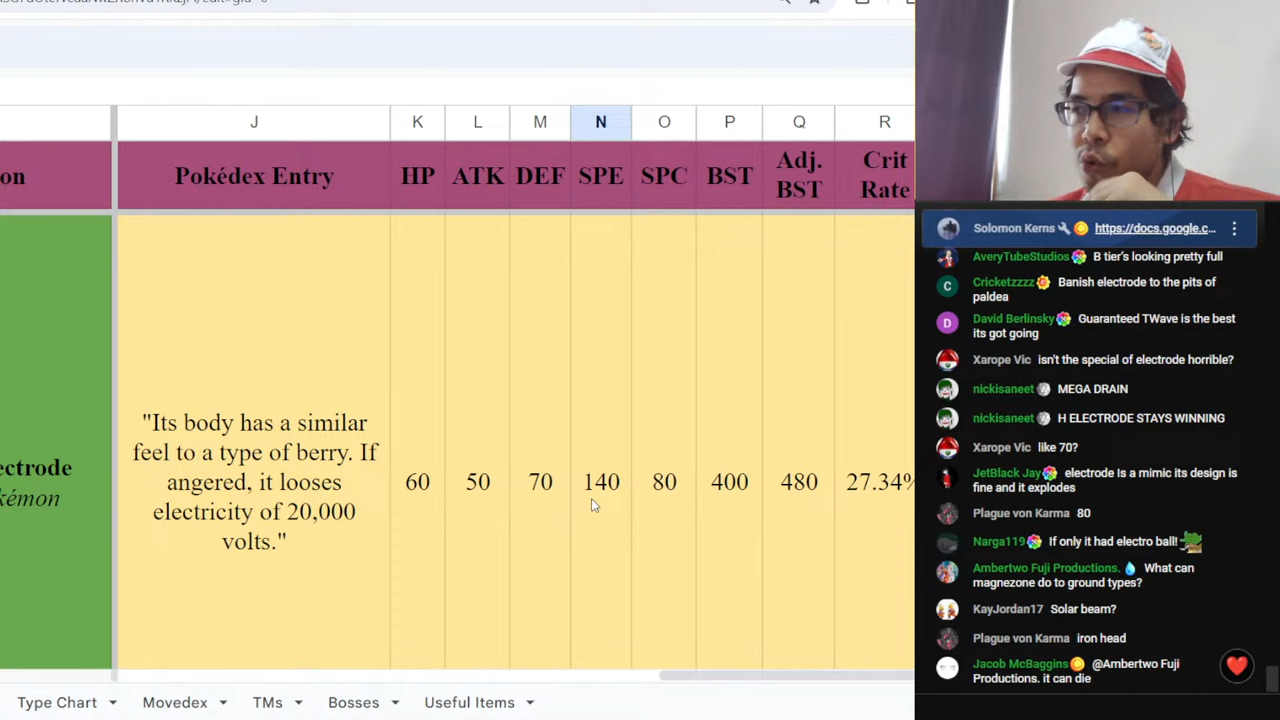 J K L M N O P Q R
on Pokédex Entry HP ATK DEF SPE SPC BST Adj. BST Crit Rate
"Its body has a similar
feel to a type of berry. If
angered, it looses
electricity of 20,000
volts."
ectrode
kémon
60 50 70 140 80 400 480 27.34%
Type Chart Movedex TMs Bosses Useful Items
Solomon Kerns https://docs.google.c...
AveryTubeStudios B tier's looking pretty full
Cricketzzzz Banish electrode to the pits of
paldea
David Berlinsky Guaranteed TWave is the best
its got going
Xarope Vic isn't the special of electrode horrible?
nickisaneet MEGA DRAIN
nickisaneet H ELECTRODE STAYS WINNING
Xarope Vic like 70?
JetBlack Jay electrode Is a mimic its design is
fine and it explodes
Plague von Karma 80
Narga119 If only it had electro ball!
Ambertwo Fuji Productions. What can
magnezone do to ground types?
KayJordan17 Solar beam?
Plague von Karma iron head
Jacob McBaggins @Ambertwo Fuji
Productions. it can die